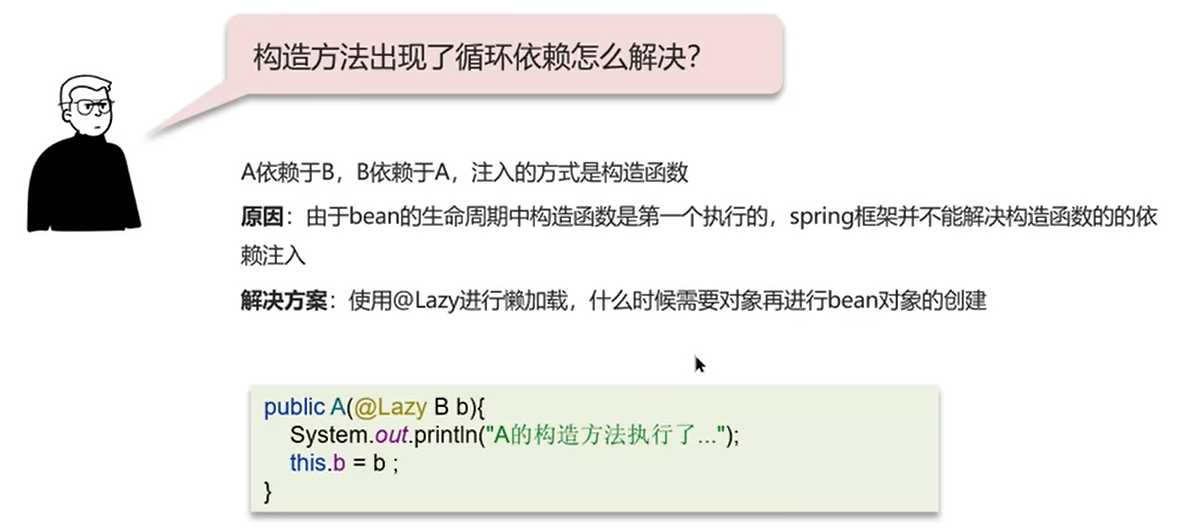 构造方法出现了循环依赖怎么解决？
A依赖于B，B依赖于A，注入的方式是构造函数
原因：由于bean的生命周期中构造函数是第一个执行的，spring框架并不能解决构造函数的的依
赖注入
解决方案：使用@Lazy进行懒加载，什么时候需要对象再进行bean对象的创建
public A(@Lazy B b){
System.out.println("A的构造方法执行了...");
this.b = b ;
}